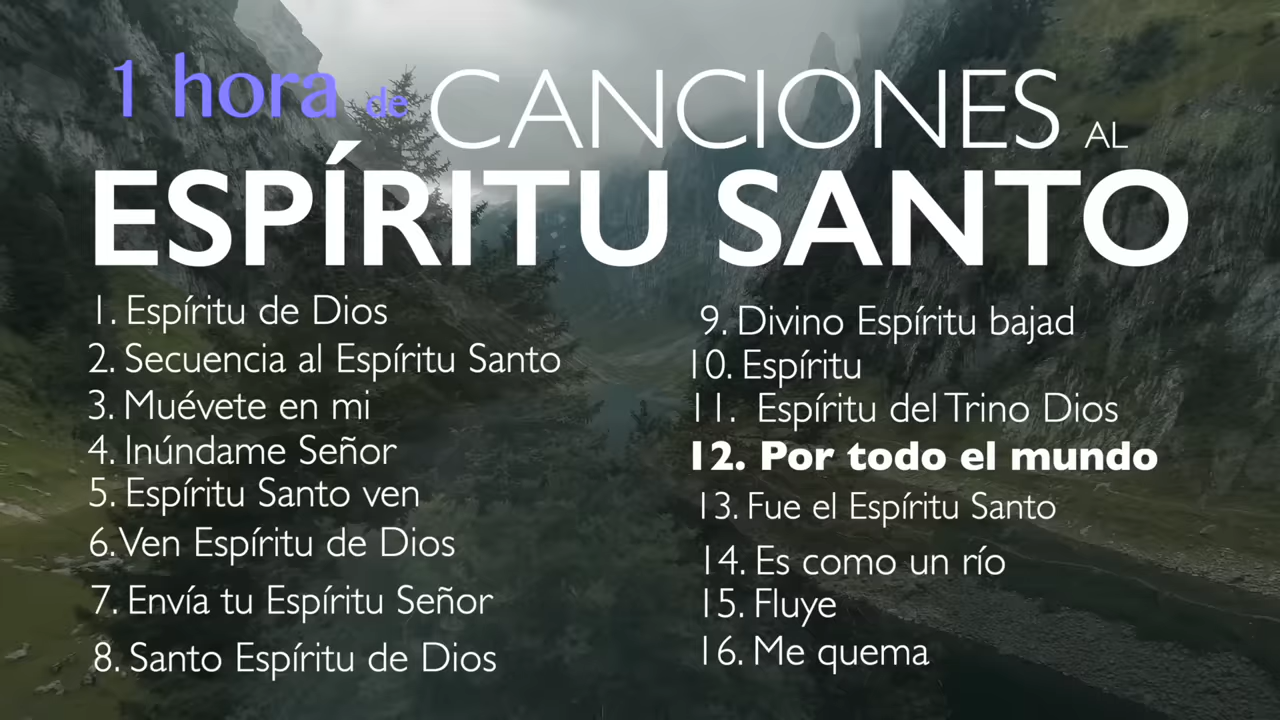 1 hora de CANCIONES AL
ESPÍRITU SANTO
1. Espíritu de Dios
2. Secuencia al Espíritu Santo
3. Muévete en mi
4. Inúndame Señor
5. Espíritu Santo ven
6. Ven Espíritu de Dios
7. Envía tu Espíritu Señor
8. Santo Espíritu de Dios
9. Divino Espíritu bajad
10. Espíritu
11. Espíritu del Trino Dios
12. Por todo el mundo
13. Fue el Espíritu Santo
14. Es como un río
15. Fluye
16. Me quema